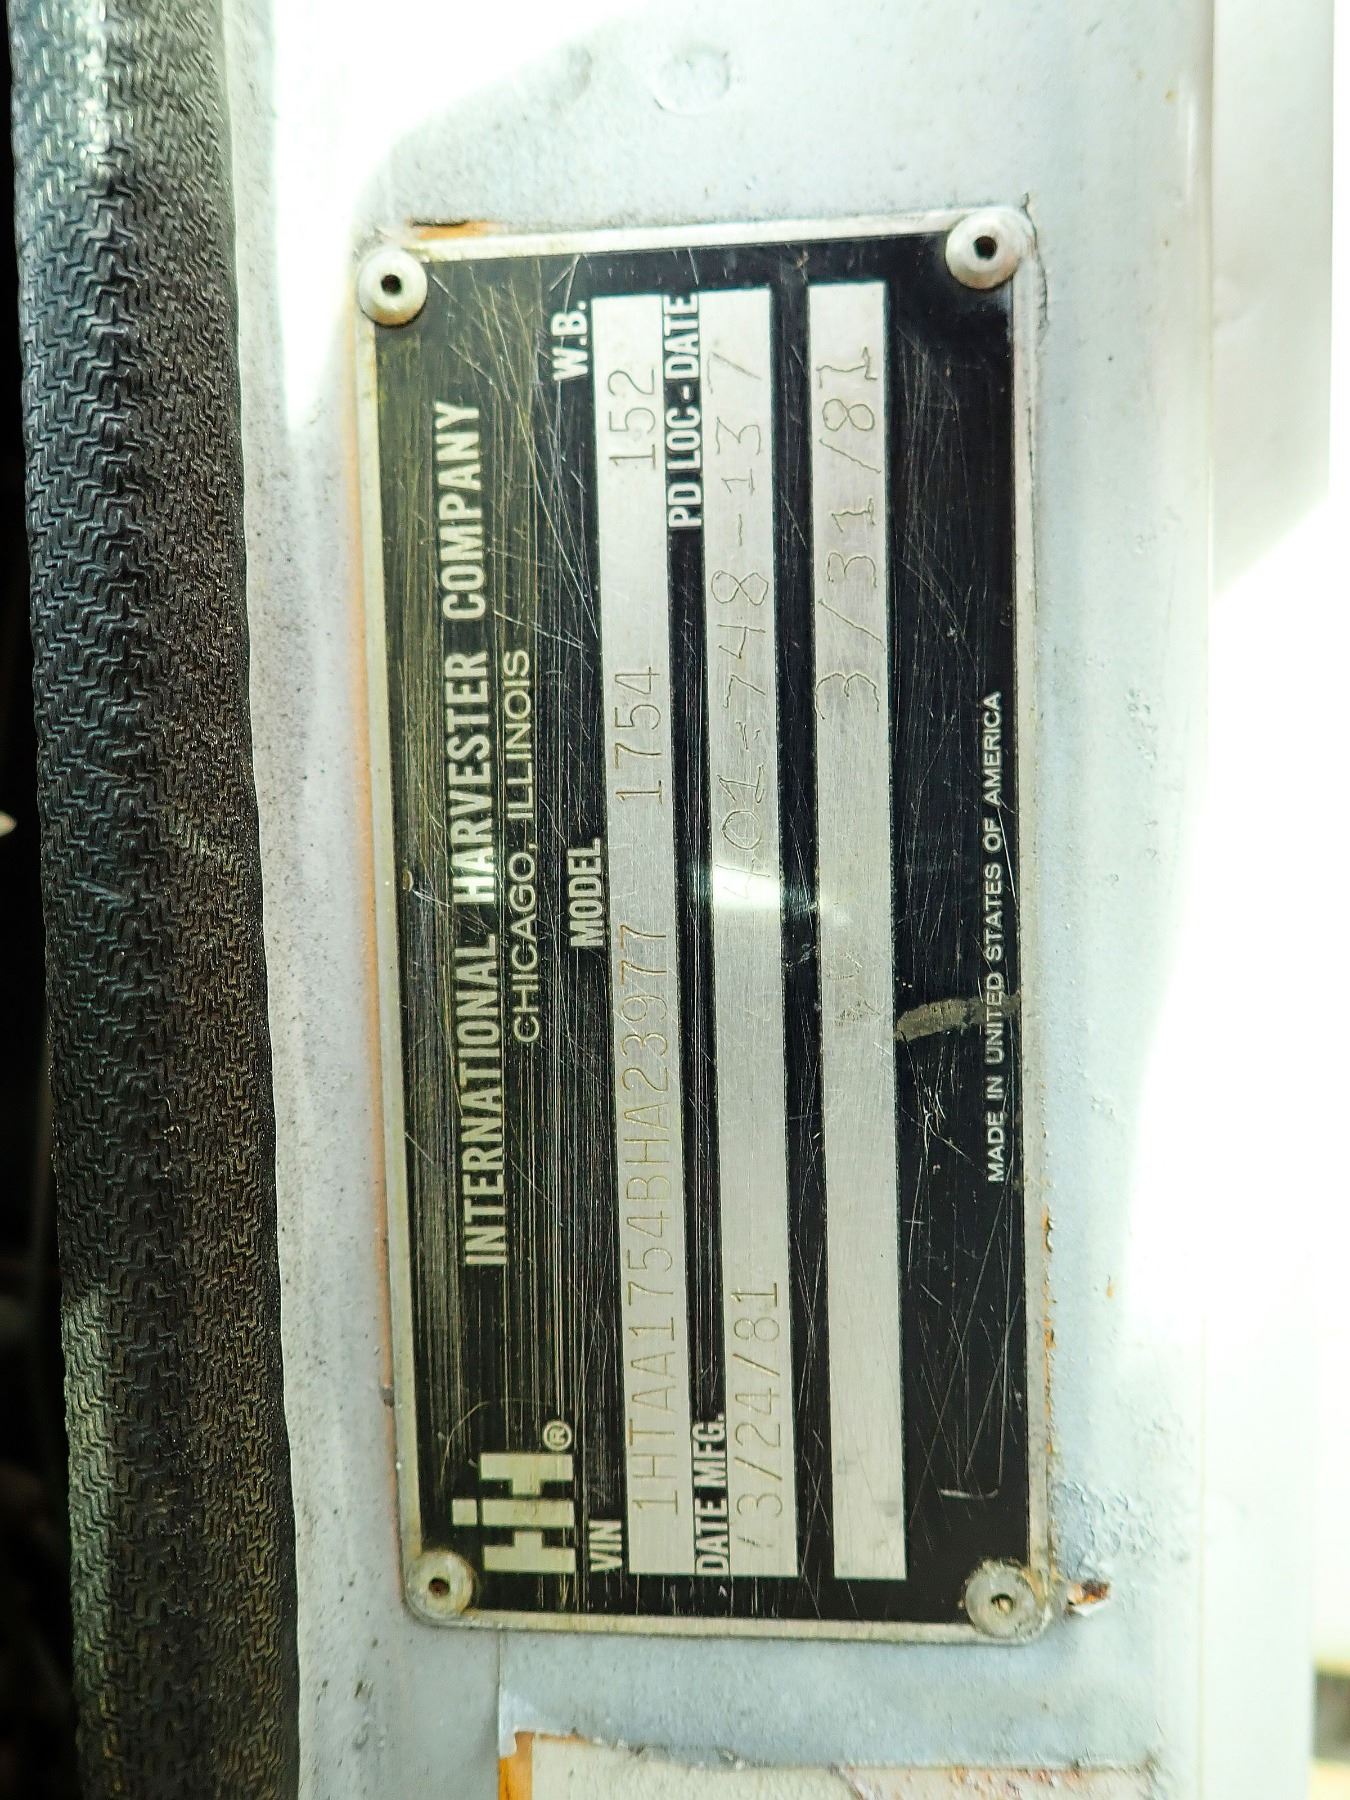 IH® INTERNATIONAL HARVESTER COMPANY
CHICAGO, ILLINOIS
VIN MODEL W.B.
1HTAA1754BHA23977 1754 152
DATE MFG. PD LOC-DATE
/3/24/81 401-748-137
3/31/81
MADE IN UNITED STATES OF AMERICA